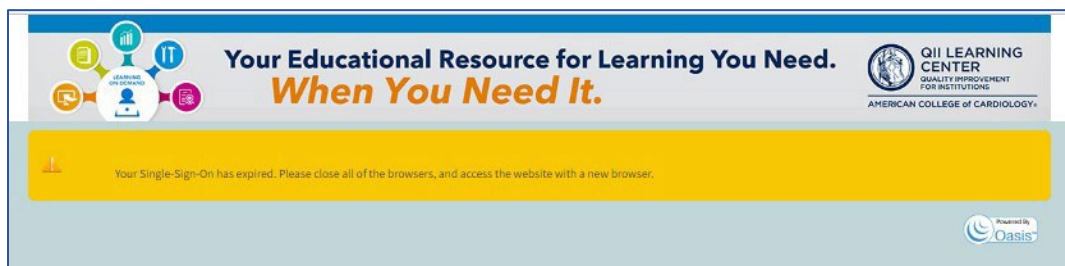 LEARNING
ON DEMAND
Your Educational Resource for Learning You Need.
When You Need It.
QII LEARNING
CENTER
QUALITY IMPROVEMENT
FOR INSTITUTIONS
AMERICAN COLLEGE of CARDIOLOGY®
Your Single-Sign-On has expired. Please close all of the browsers, and access the website with a new browser.
Powered By
Oasis™